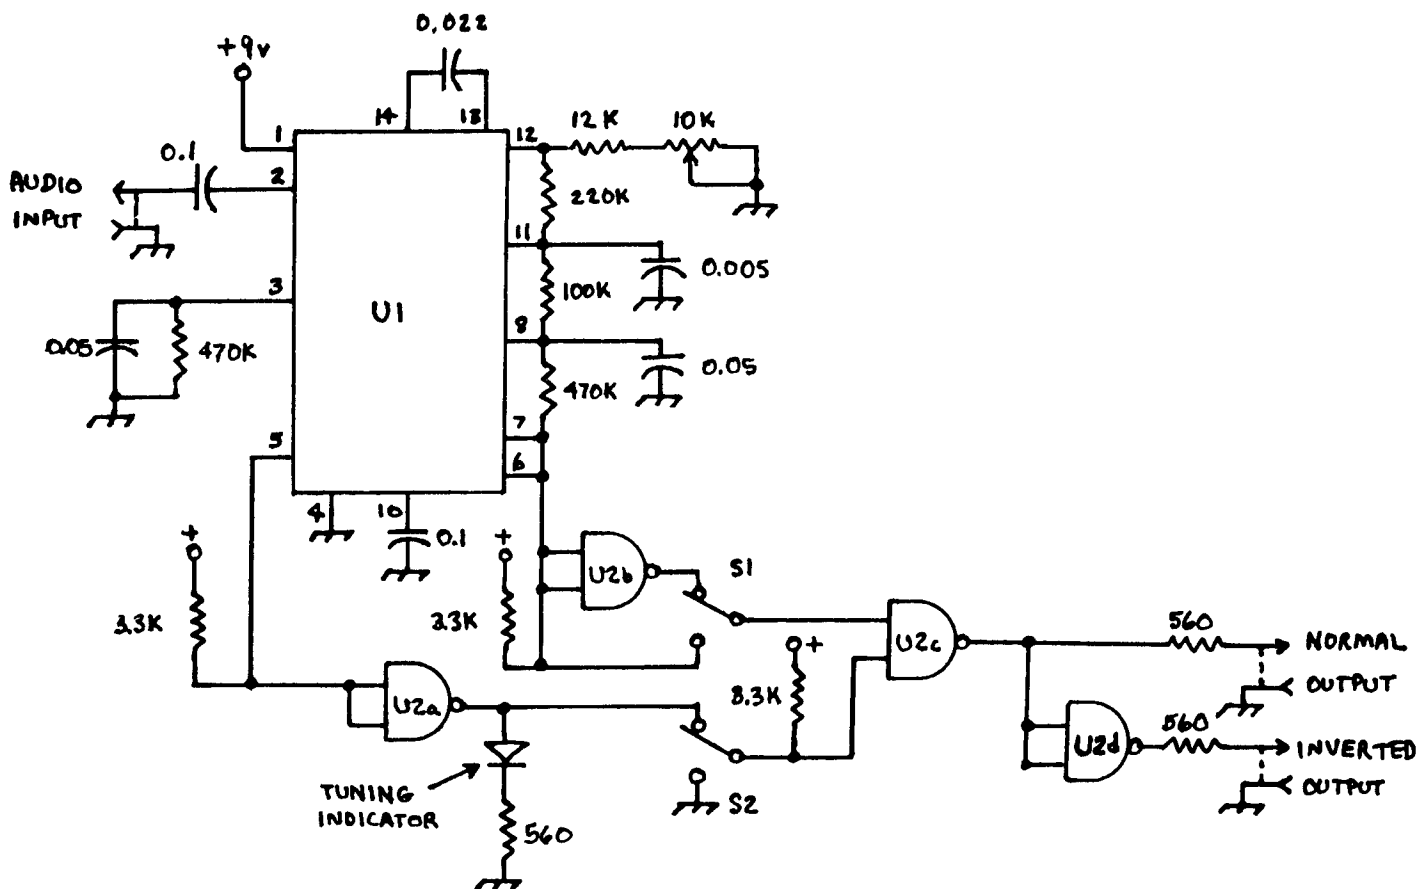 0.022
+9v
14
13
1
12
12K
10K
0.1
2
AUDIO
INPUT
220K
11
0.005
3
100K
U1
8
0.05
470K
0.05
470K
5
7
6
4
10
0.1
+
+
U2b
S1
3.3K
3.3K
+
U2c
560
NORMAL
OUTPUT
U2a
3.3K
560
U2d
INVERTED
OUTPUT
TUNING
INDICATOR
S2
560